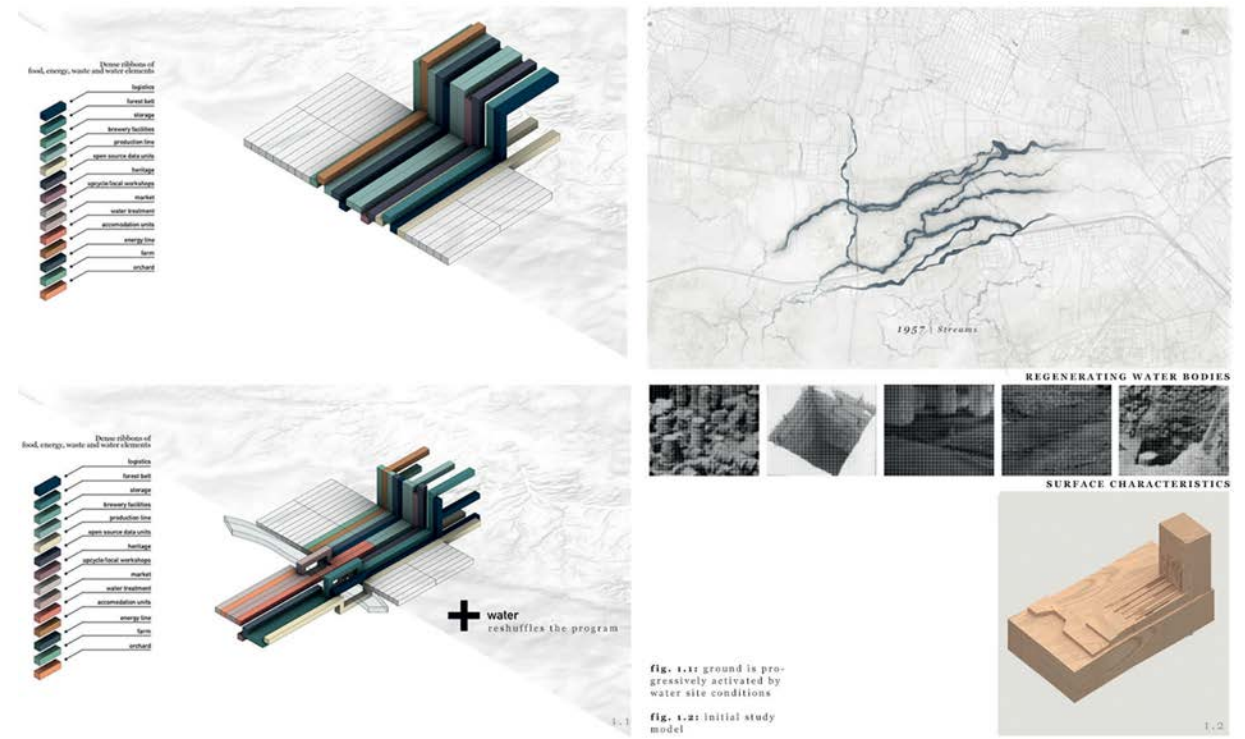 Dense ribbons of
food, energy, waste and water elements
logistics
forest belt
storage
brewery facilities
production line
open source data units
heritage
upcycle/local workshops
market
water treatment
accomodation units
energy line
farm
orchard
1957 | Streams
REGENERATING WATER BODIES
SURFACE CHARACTERISTICS
Dense ribbons of
food, energy, waste and water elements
logistics
forest belt
storage
brewery facilities
production line
open source data units
heritage
upcycle/local workshops
market
water treatment
accomodation units
energy line
farm
orchard
+ water
reshuffles the program
1.1
fig. 1.1: ground is pro-
gressively activated by
water site conditions
fig. 1.2: initial study
model
1.2